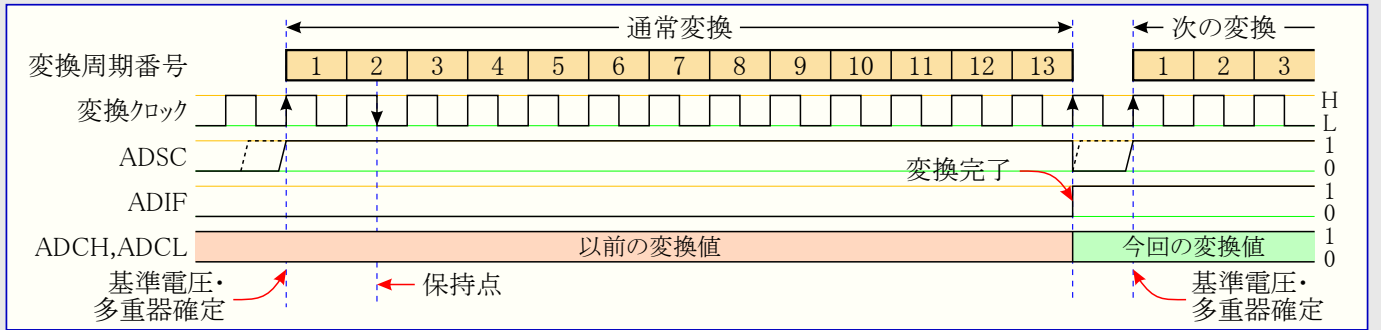 通常変換
次の変換
変換周期番号
1 2 3 4 5 6 7 8 9 10 11 12 13
1 2 3
変換クロック
H
L
ADSC
1
0
変換完了
ADIF
1
0
ADCH,ADCL
以前の変換値
今回の変換値
1
0
基準電圧・
多重器確定
保持点
基準電圧・
多重器確定